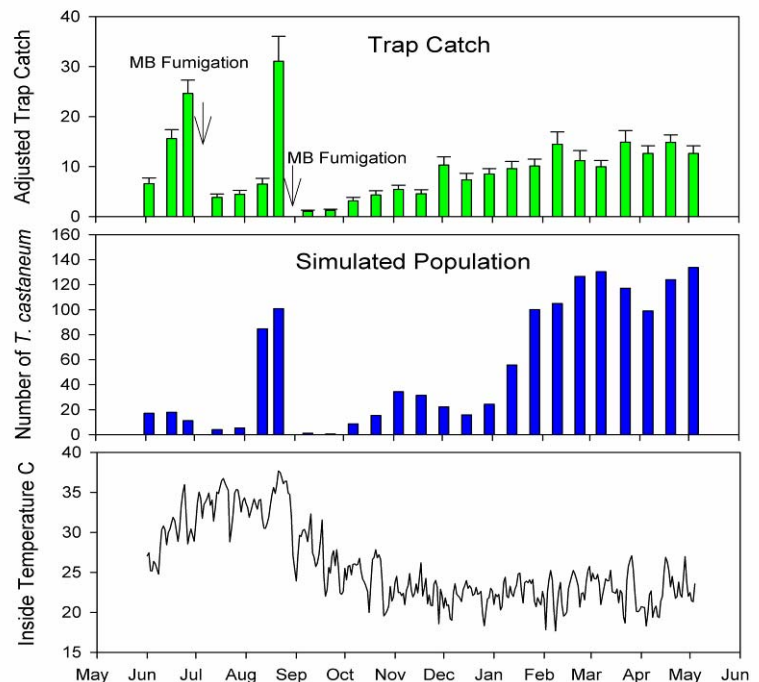 Trap Catch
MB Fumigation
MB Fumigation
Adjusted Trap Catch
40
30
20
10
0
Simulated Population
Number of T. castaneum
160
140
120
100
80
60
40
20
0
Inside Temperature C
40
35
30
25
20
15
May Jun Jul Aug Sep Oct Nov Dec Jan Feb Mar Apr May Jun